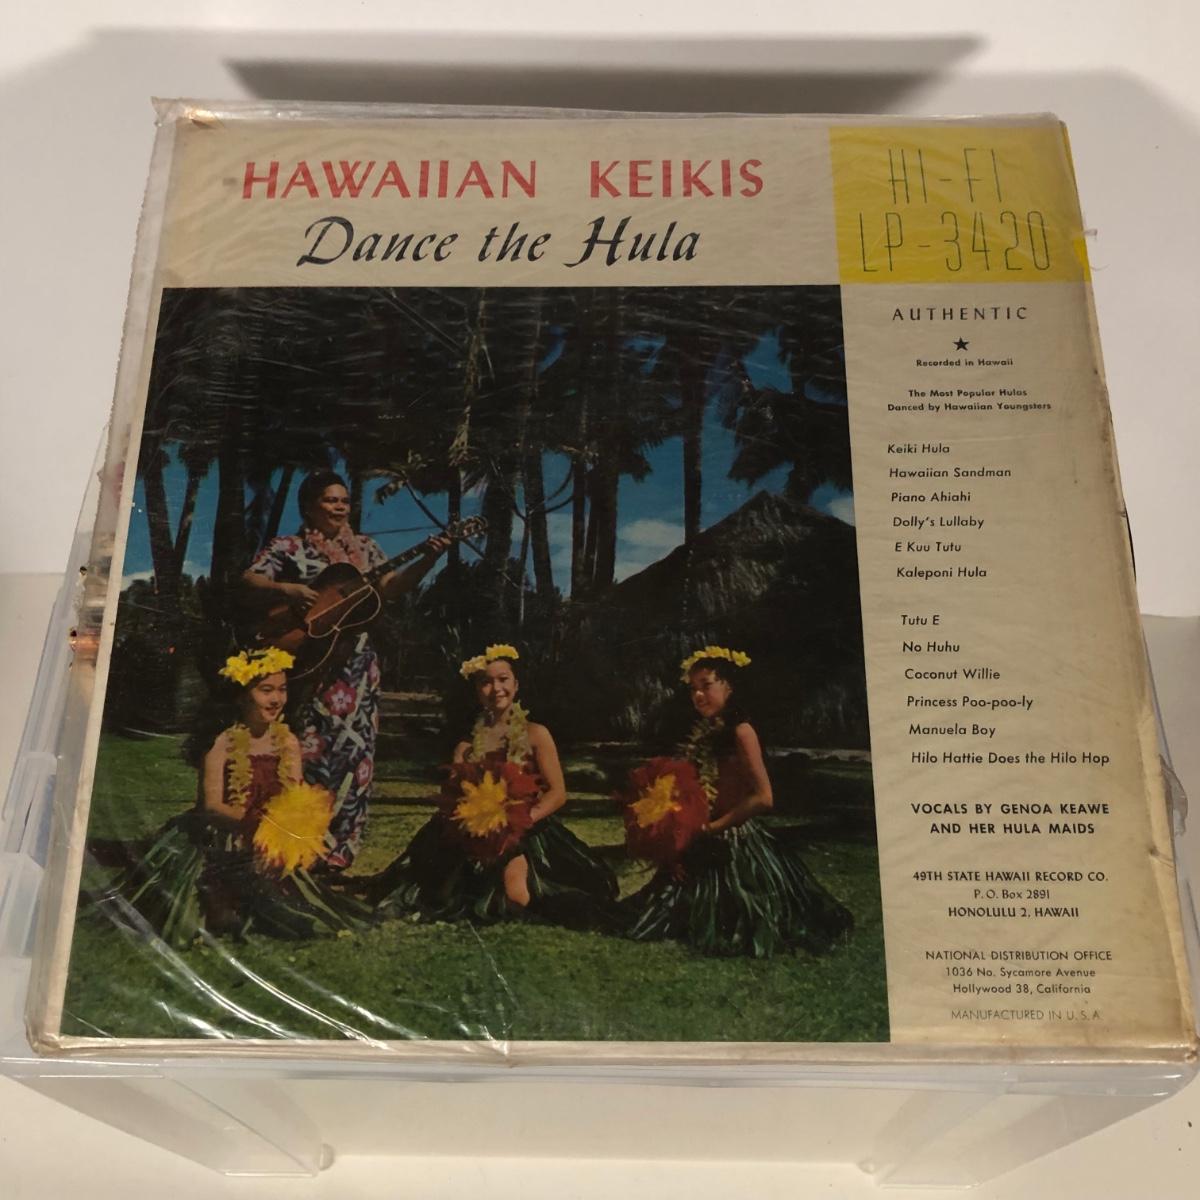 HAWAIIAN KEIKIS
Dance the Hula
HI-FI
LP-3420
AUTHENTIC
Recorded in Hawaii
The Most Popular Hulas
Danced by Hawaiian Youngsters
Keiki Hula
Hawaiian Sandman
Piano Ahiahi
Dolly's Lullaby
E Kuu Tutu
Kaleponi Hula
Tutu E
No Huhu
Coconut Willie
Princess Poo-poo-ly
Manuela Boy
Hilo Hattie Does the Hilo Hop
VOCALS BY GENOA KEAWE
AND HER HULA MAIDS
49TH STATE HAWAII RECORD CO.
P. O. Box 2891
HONOLULU 2, HAWAII
NATIONAL DISTRIBUTION OFFICE
1036 No. Sycamore Avenue
Hollywood 38, California
MANUFACTURED IN U. S. A.